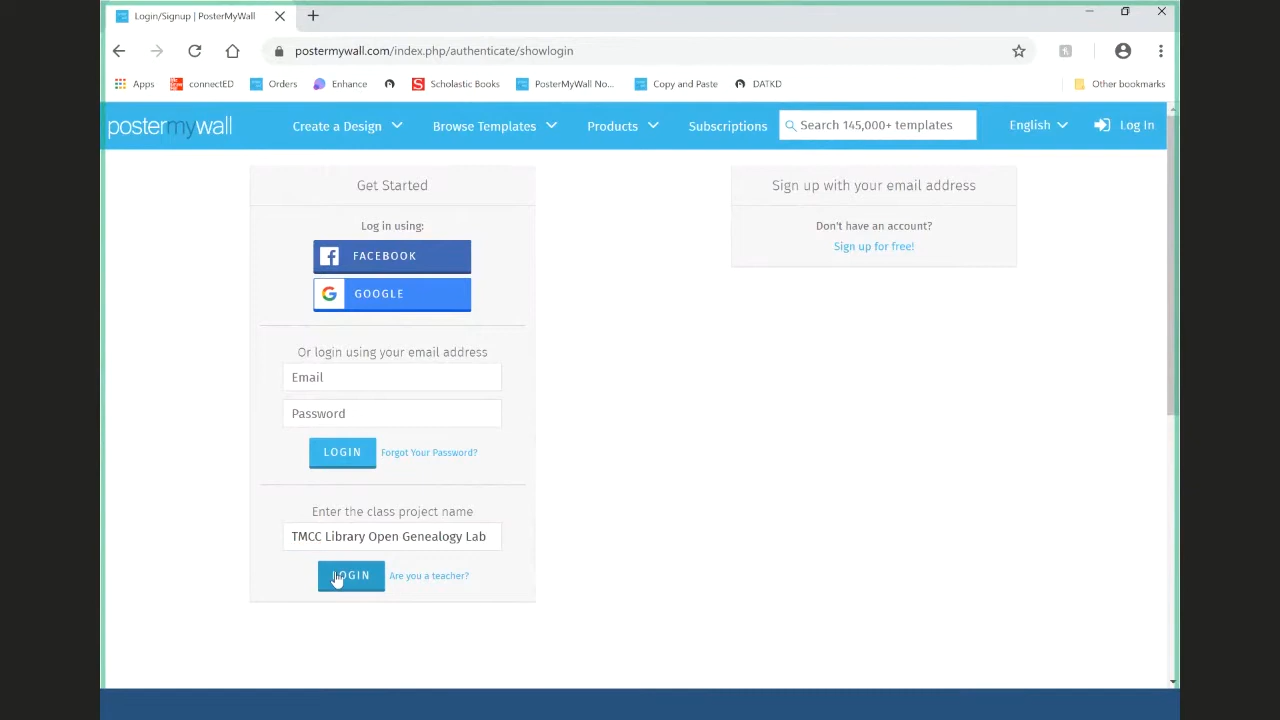 Login/Signup | PosterMyWall
postermywall.com/index.php/authenticate/showlogin
Apps connectED Orders Enhance Scholastic Books PosterMyWall No... Copy and Paste DATKD Other bookmarks
postermywall Create a Design Browse Templates Products Subscriptions Search 145,000+ templates English Log In
Get Started
Log in using:
FACEBOOK
GOOGLE
Or login using your email address
Email
Password
LOGIN Forgot Your Password?
Enter the class project name
TMCC Library Open Genealogy Lab
LOGIN Are you a teacher?
Sign up with your email address
Don't have an account?
Sign up for free!